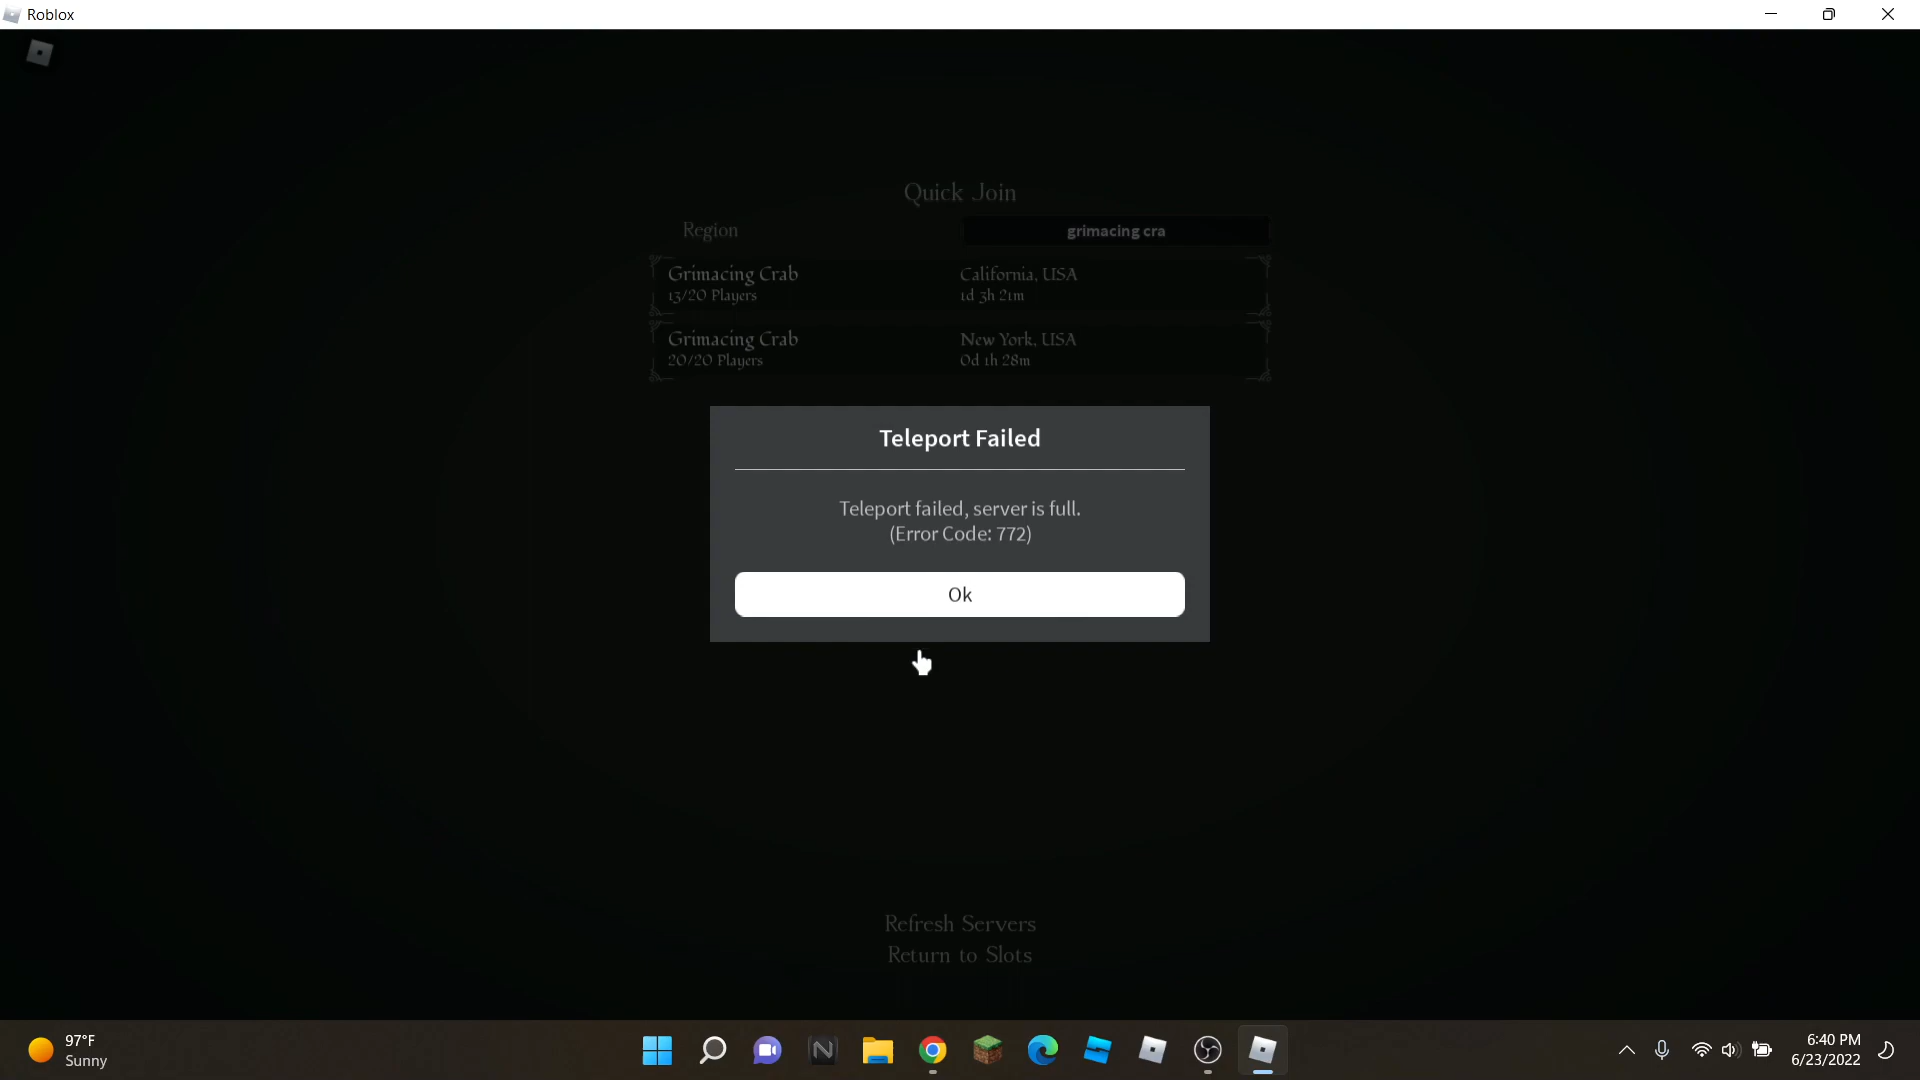 Roblox
Quick Join
Region
grimacing cra
Grimacing Crab
California, USA
13/20 Players
1d 3h 21m
Grimacing Crab
New York, USA
20/20 Players
0d 1h 28m
Teleport Failed
Teleport failed, server is full.
(Error Code: 772)
Ok
Refresh Servers
Return to Slots
97°F
Sunny
6:40 PM
6/23/2022